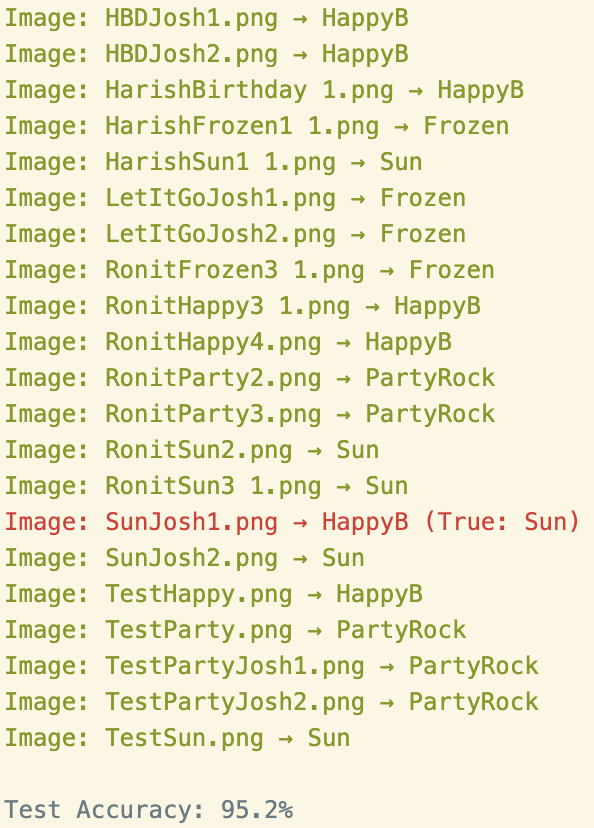 Image: HBDJosh1.png → HappyB
Image: HBDJosh2.png → HappyB
Image: HarishBirthday 1.png → HappyB
Image: HarishFrozen1 1.png → Frozen
Image: HarishSun1 1.png → Sun
Image: LetItGoJosh1.png → Frozen
Image: LetItGoJosh2.png → Frozen
Image: RonitFrozen3 1.png → Frozen
Image: RonitHappy3 1.png → HappyB
Image: RonitHappy4.png → HappyB
Image: RonitParty2.png → PartyRock
Image: RonitParty3.png → PartyRock
Image: RonitSun2.png → Sun
Image: RonitSun3 1.png → Sun
Image: SunJosh1.png → HappyB (True: Sun)
Image: SunJosh2.png → Sun
Image: TestHappy.png → HappyB
Image: TestParty.png → PartyRock
Image: TestPartyJosh1.png → PartyRock
Image: TestPartyJosh2.png → PartyRock
Image: TestSun.png → Sun
Test Accuracy: 95.2%